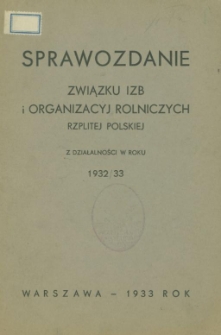 SPRAWOZDANIE
ZWIĄZKU IZB
i ORGANIZACYJ ROLNICZYCH
RZPLITEJ POLSKIEJ
Z DZIAŁALNOŚCI W ROKU
1932/33
WARSZAWA – 1933 ROK